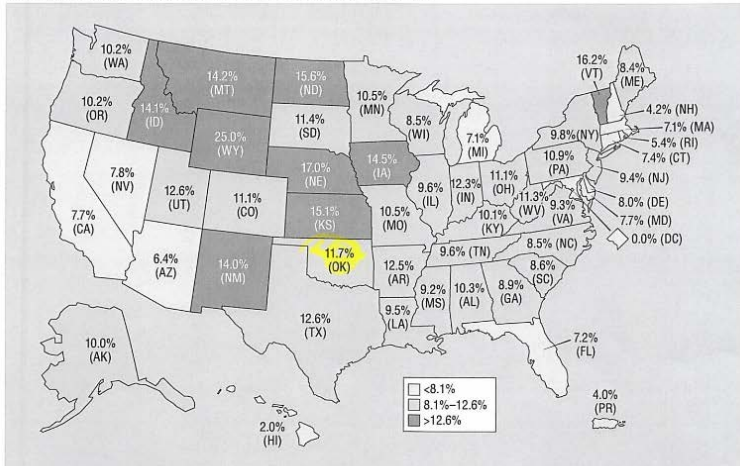 10.2%
(WA)
10.2%
(OR)
14.1%
(ID)
14.2%
(MT)
15.6%
(ND)
11.4%
(SD)
25.0%
(WY)
17.0%
(NE)
15.1%
(KS)
7.8%
(NV)
12.6%
(UT)
11.1%
(CO)
7.7%
(CA)
6.4%
(AZ)
14.0%
(NM)
11.7%
(OK)
12.6%
(TX)
10.5%
(MN)
14.5%
(IA)
10.5%
(MO)
12.5%
(AR)
9.5%
(LA)
8.5%
(WI)
7.1%
(MI)
9.6%
(IL)
12.3%
(IN)
11.1%
(OH)
10.1%
(KY)
9.6% (TN)
9.2%
(MS)
10.3%
(AL)
8.9%
(GA)
8.6%
(SC)
8.5% (NC)
11.3%
WV
9.3%
(VA)
10.9%
(PA)
9.8%(NY)
16.2%
(VT)
8.4%
(ME)
4.2% (NH)
7.1% (MA)
5.4% (RI)
7.4% (CT)
9.4% (NJ)
8.0% (DE)
7.7% (MD)
0.0% (DC)
7.2%
(FL)
10.0%
(AK)
2.0%
(HI)
<8.1%
8.1%–12.6%
>12.6%
4.0%
(PR)